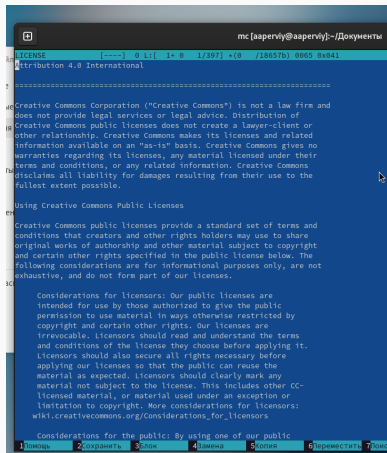 mc [aaperviy@aaperviy]:~/Документы
LICENSE [----] 0 L:[ 1+ 0 1/397] *(0 /18657b) 0065 0x041
Attribution 4.0 International
=======================================================================
Creative Commons Corporation ("Creative Commons") is not a law firm and
does not provide legal services or legal advice. Distribution of
Creative Commons public licenses does not create a lawyer-client or
other relationship. Creative Commons makes its licenses and related
information available on an "as-is" basis. Creative Commons gives no
warranties regarding its licenses, any material licensed under their
terms and conditions, or any related information. Creative Commons
disclaims all liability for damages resulting from their use to the
fullest extent possible.
Using Creative Commons Public Licenses
Creative Commons public licenses provide a standard set of terms and
conditions that creators and other rights holders may use to share
original works of authorship and other material subject to copyright
and certain other rights specified in the public license below. The
following considerations are for informational purposes only, are not
exhaustive, and do not form part of our licenses.
Considerations for licensors: Our public licenses are
intended for use by those authorized to give the public
permission to use material in ways otherwise restricted by
copyright and certain other rights. Our licenses are
irrevocable. Licensors should read and understand the terms
and conditions of the license they choose before applying it.
Licensors should also secure all rights necessary before
applying our licenses so that the public can reuse the
material as expected. Licensors should clearly mark any
material not subject to the license. This includes other CC-
licensed material, or material used under an exception or
limitation to copyright. More considerations for licensors:
wiki.creativecommons.org/Considerations_for_licensors
Considerations for the public: By using one of our public
1Помощь 2Сохранить 3Блок 4Замена 5Копия 6Переместить 7Поис